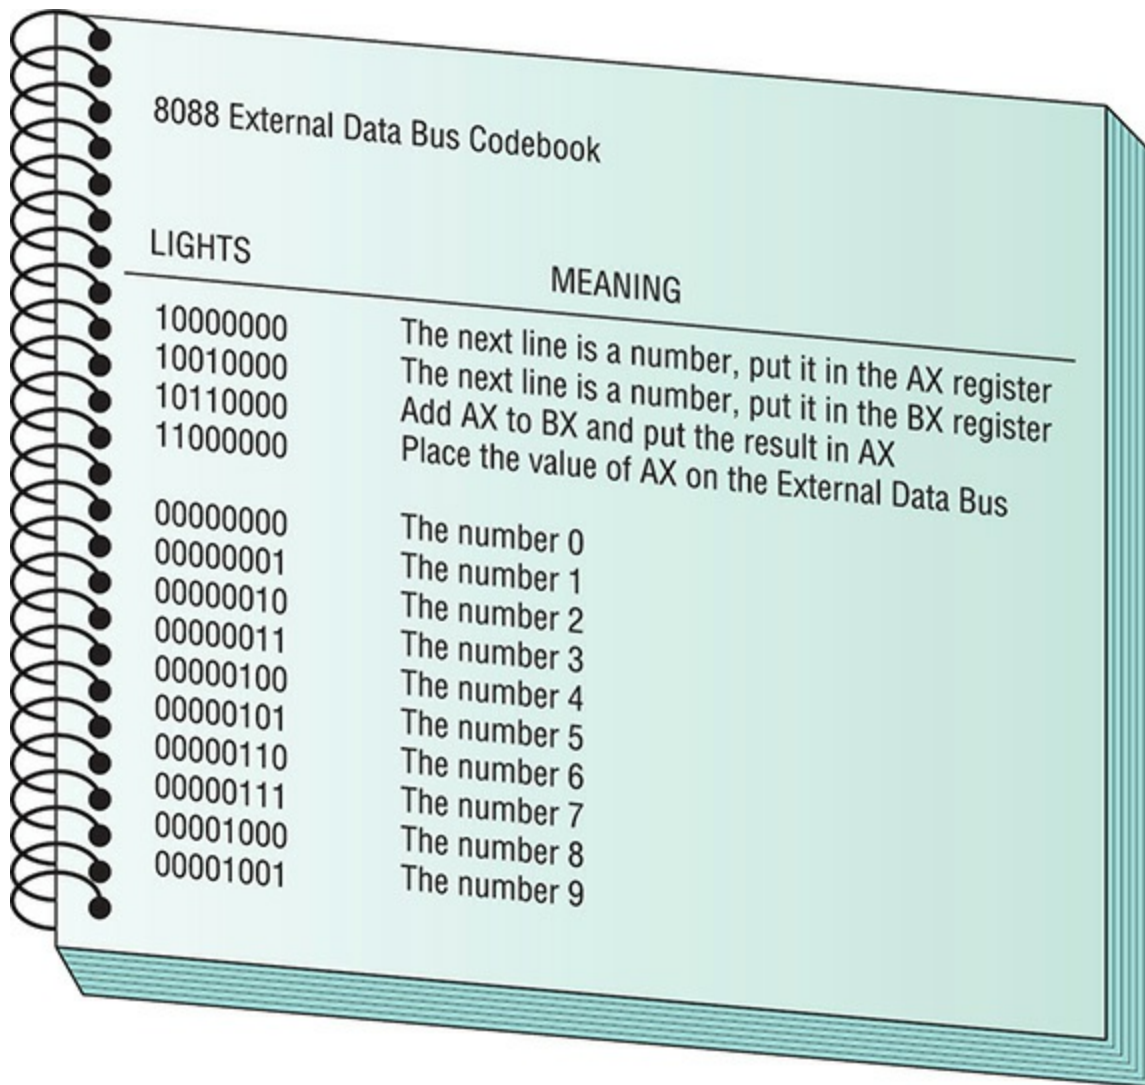 8088 External Data Bus Codebook
LIGHTS MEANING
10000000 The next line is a number, put it in the AX register
10010000 The next line is a number, put it in the BX register
10110000 Add AX to BX and put the result in AX
11000000 Place the value of AX on the External Data Bus
00000000 The number 0
00000001 The number 1
00000010 The number 2
00000011 The number 3
00000100 The number 4
00000101 The number 5
00000110 The number 6
00000111 The number 7
00001000 The number 8
00001001 The number 9